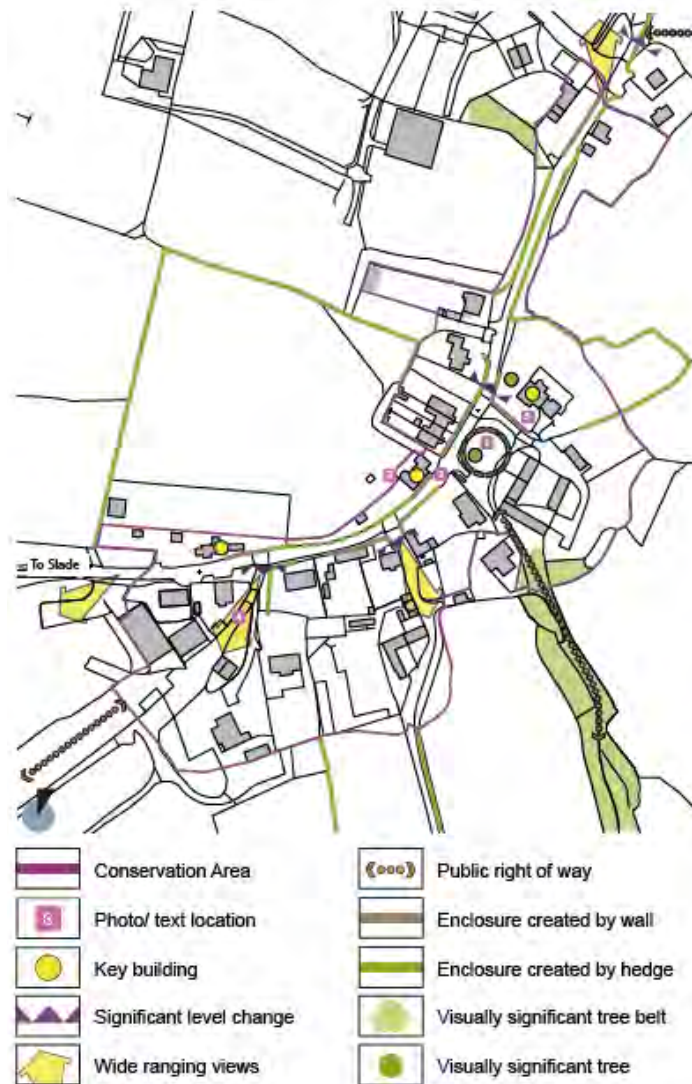 To Slade
Conservation Area
Photo/ text location
Key building
Significant level change
Wide ranging views
Public right of way
Enclosure created by wall
Enclosure created by hedge
Visually significant tree belt
Visually significant tree